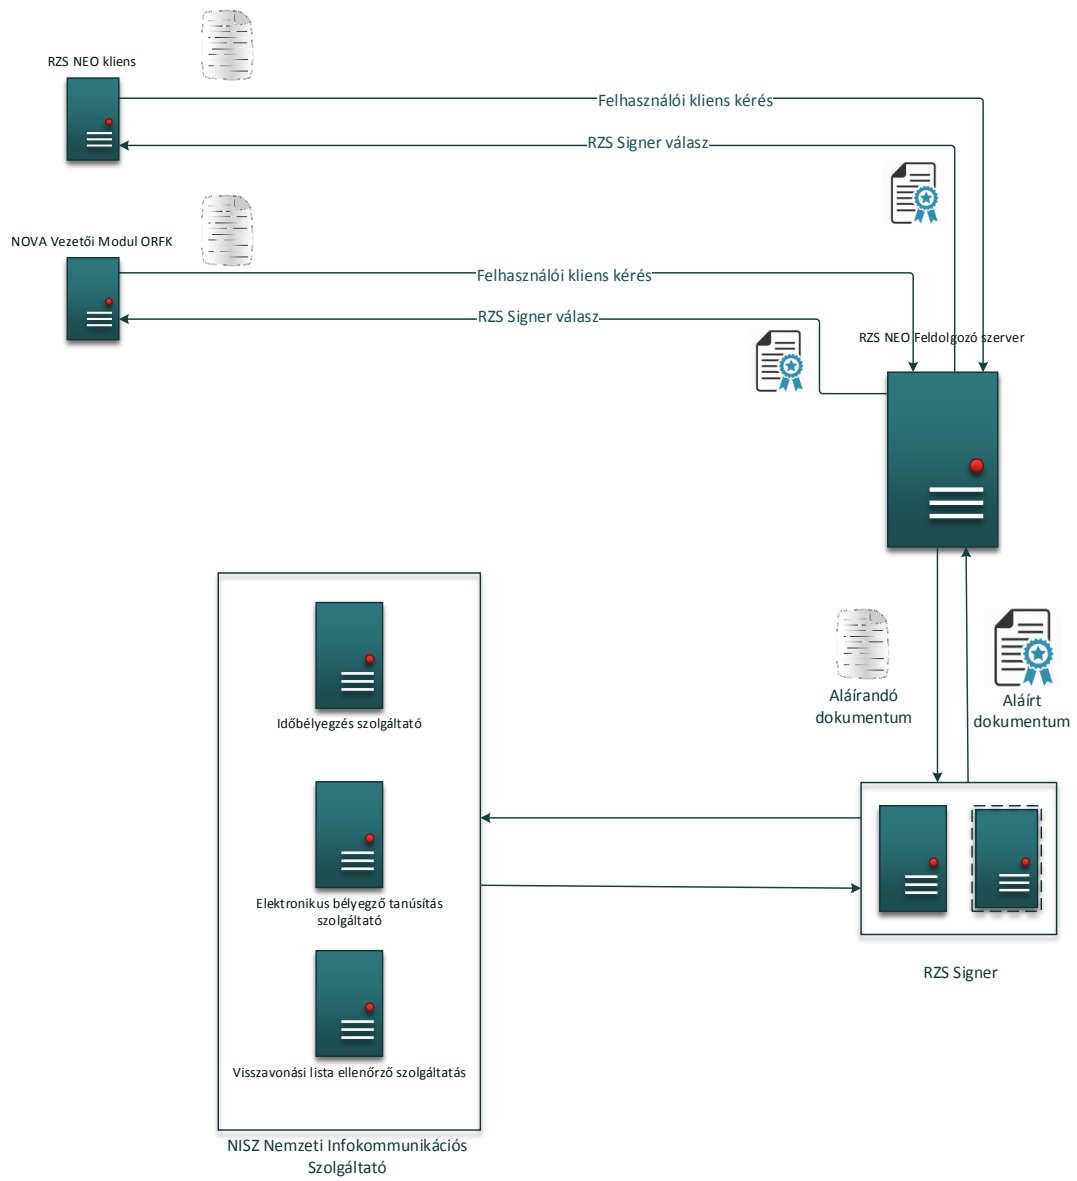 RZS NEO kliens
Felhasználói kliens kérés
RZS Signer válasz
NOVA Vezetői Modul ORFK
Felhasználói kliens kérés
RZS Signer válasz
RZS NEO Feldolgozó szerver
Aláírandó
dokumentum
Aláírt
dokumentum
Időbélyegzés szolgáltató
Elektronikus bélyegző tanúsítás
szolgáltató
RZS Signer
Visszavonási lista ellenőrző szolgáltatás
NISZ Nemzeti Infokommunikációs
Szolgáltató